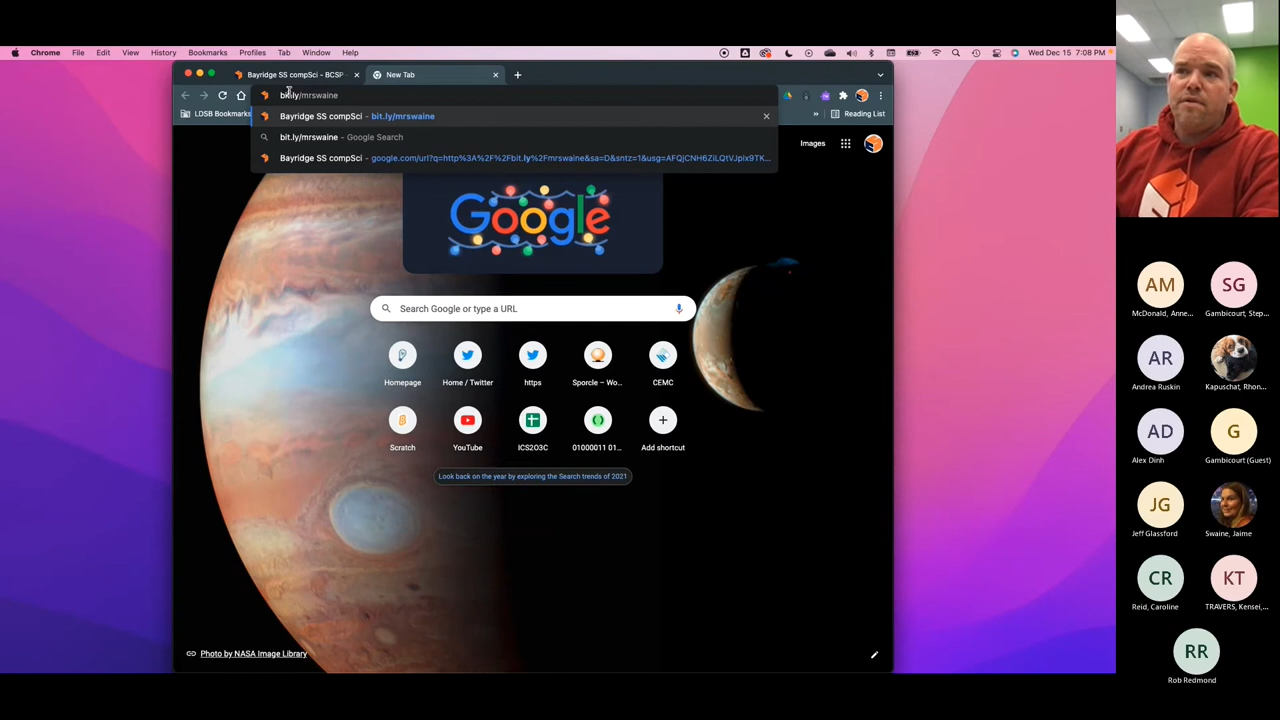 Chrome File Edit View History Bookmarks Profiles Tab Window Help
Wed Dec 15 7:08 PM
Bayridge SS compSci - BCSP
New Tab
bit.ly/mrswaine
LDSB Bookmarks
Reading List
Bayridge SS compSci – bit.ly/mrswaine
bit.ly/mrswaine – Google Search
Bayridge SS compSci – google.com/url?q=http%3A%2F%2Fbit.ly%2Fmrswaine&sa=D&sntz=1&usg=AFQjCNH6ZiLQtVJpix9TK...
Images
Google
Search Google or type a URL
Homepage
Home / Twitter
https
Sporcle – Wo...
CEMC
Scratch
YouTube
ICS2O3C
01000011 01...
Add shortcut
Look back on the year by exploring the Search trends of 2021
Photo by NASA Image Library
AM
McDonald, Anne...
SG
Gambicourt, Step...
AR
Andrea Ruskin
Kapuschat, Rhon...
AD
Alex Dinh
G
Gambicourt (Guest)
JG
Jeff Glassford
Swaine, Jaime
CR
Reid, Caroline
KT
TRAVERS, Kensei,...
RR
Rob Redmond